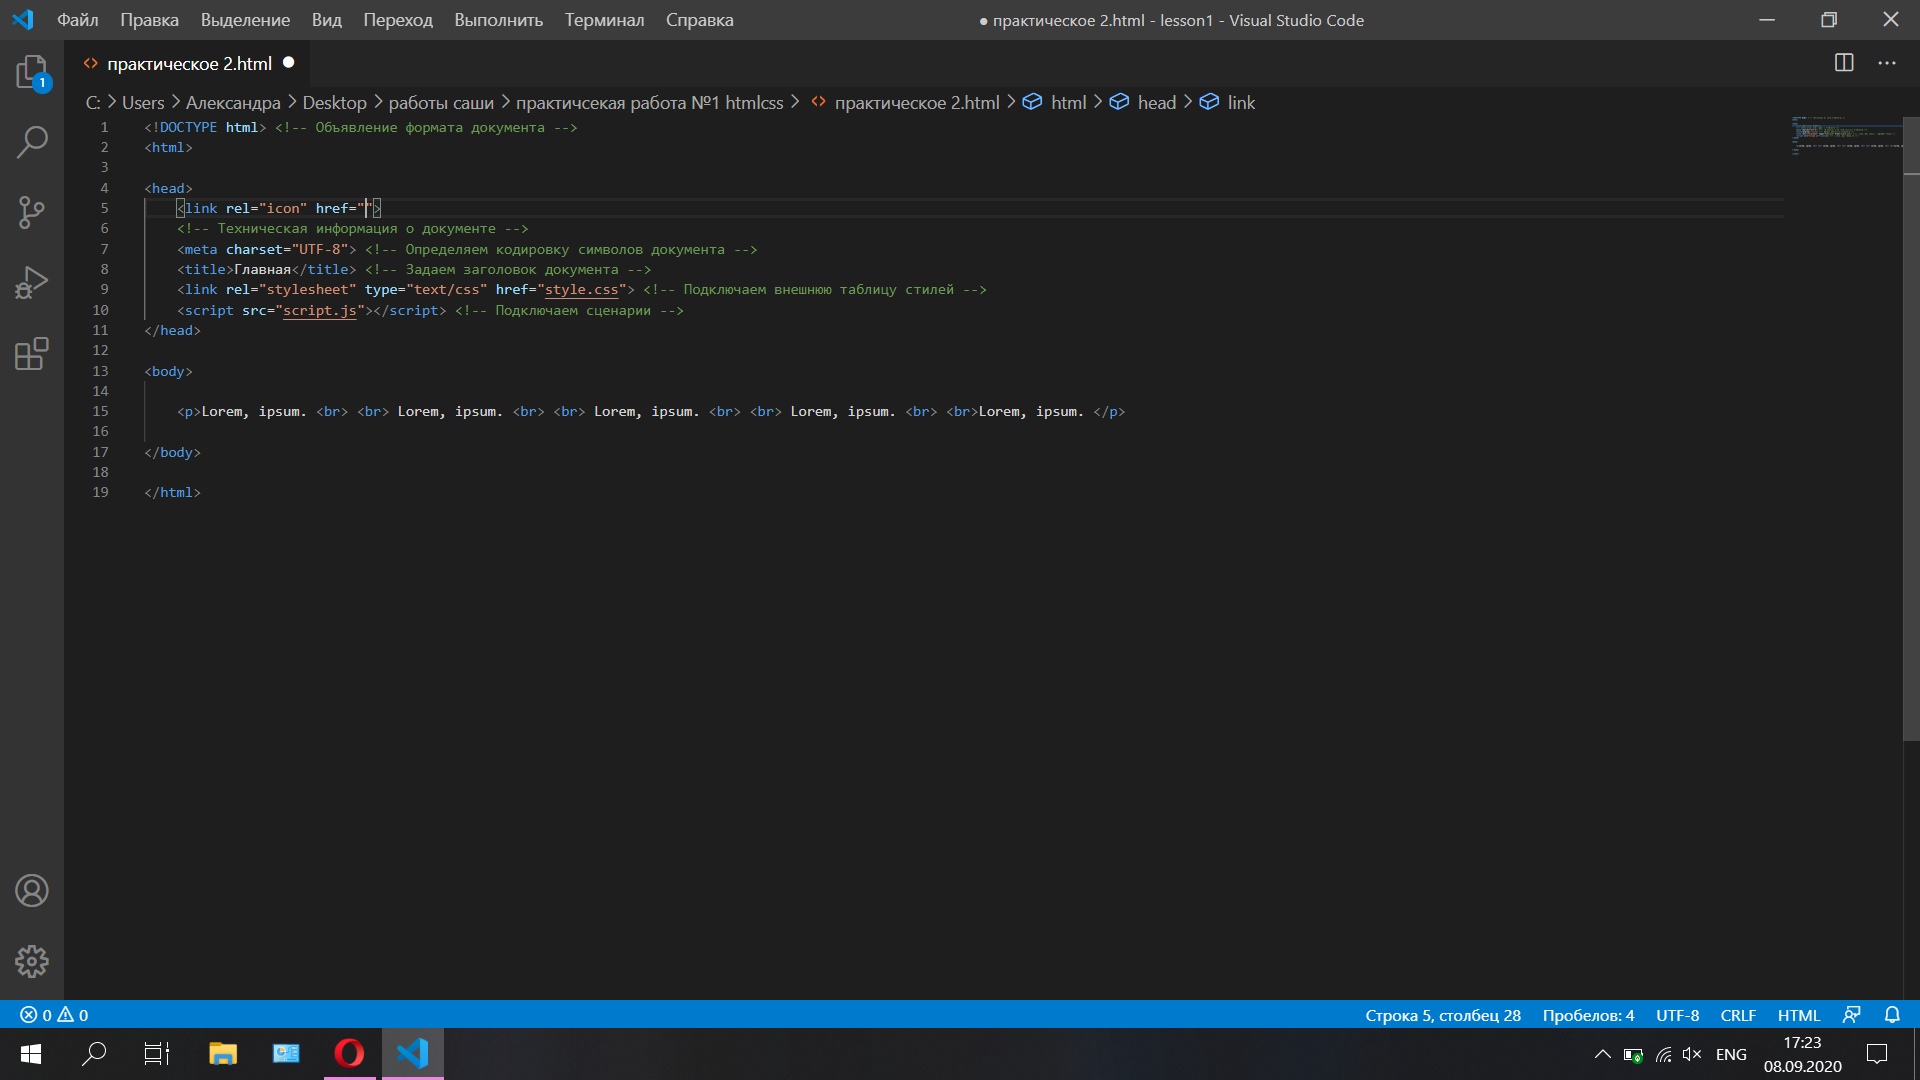 Файл Правка Выделение Вид Переход Выполнить Терминал Справка ● практическое 2.html - lesson1 - Visual Studio Code
1
<> практическое 2.html ●
C: > Users > Александра > Desktop > работы саши > практичсекая работа №1 htmlcss > <> практическое 2.html > html > head > link
1 <!DOCTYPE html> <!-- Объявление формата документа -->
2 <html>
3
4 <head>
5 <link rel="icon" href="">
6 <!-- Техническая информация о документе -->
7 <meta charset="UTF-8"> <!-- Определяем кодировку символов документа -->
8 <title>Главная</title> <!-- Задаем заголовок документа -->
9 <link rel="stylesheet" type="text/css" href="style.css"> <!-- Подключаем внешнюю таблицу стилей -->
10 <script src="script.js"></script> <!-- Подключаем сценарии -->
11 </head>
12
13 <body>
14
15 <p>Lorem, ipsum. <br> <br> Lorem, ipsum. <br> <br> Lorem, ipsum. <br> <br> Lorem, ipsum. <br> <br>Lorem, ipsum. </p>
16
17 </body>
18
19 </html>
0 0 Строка 5, столбец 28 Пробелов: 4 UTF-8 CRLF HTML
ENG 17:23
08.09.2020